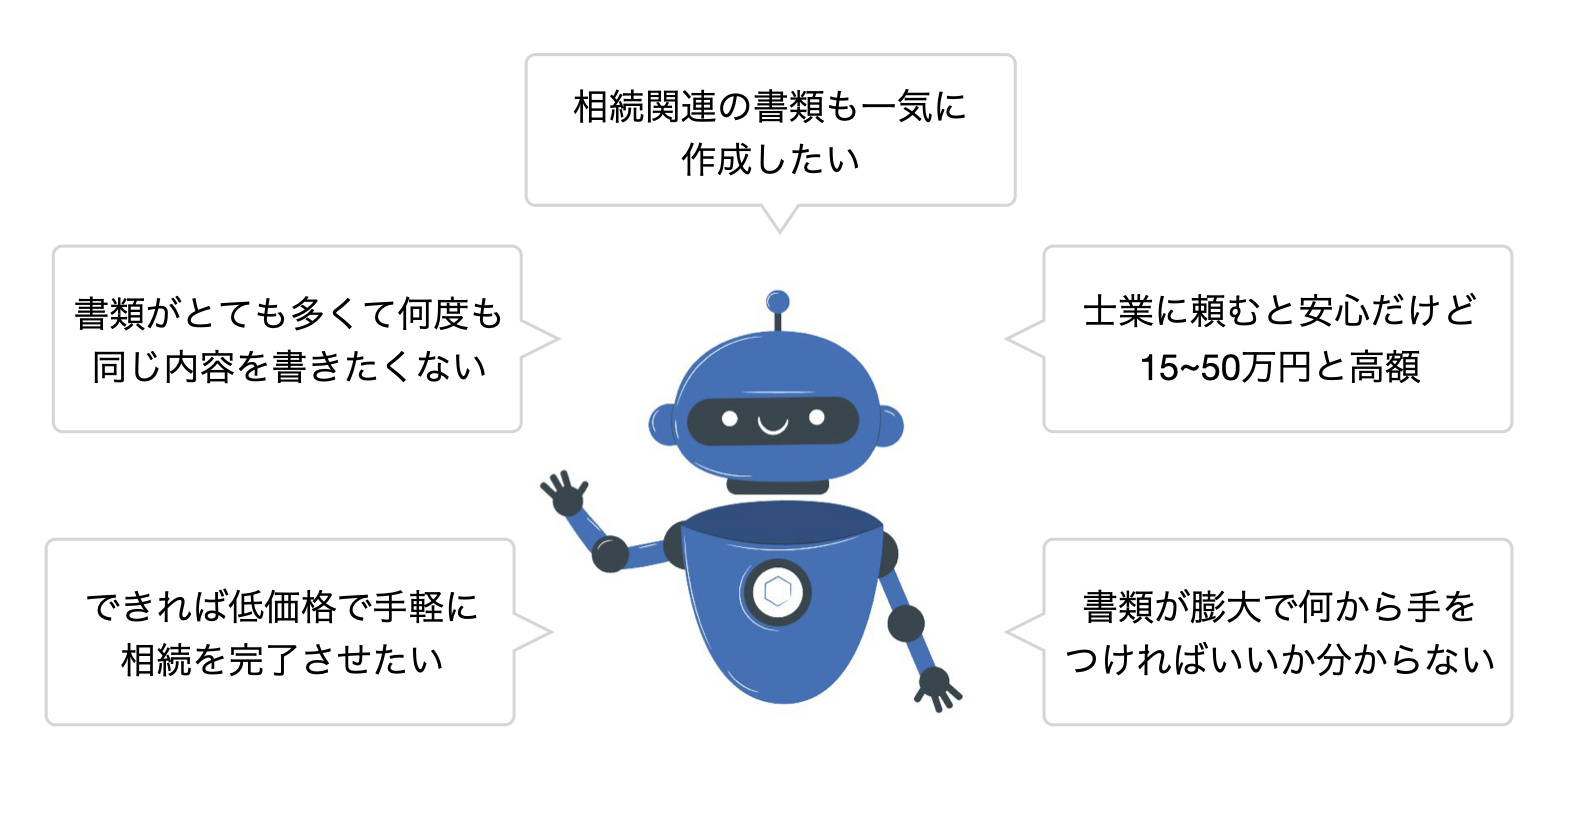 相続関連の書類も一気に
作成したい
書類がとても多くて何度も
同じ内容を書きたくない
士業に頼むと安心だけど
15~50万円と高額
できれば低価格で手軽に
相続を完了させたい
書類が膨大で何から手を
つければいいか分からない